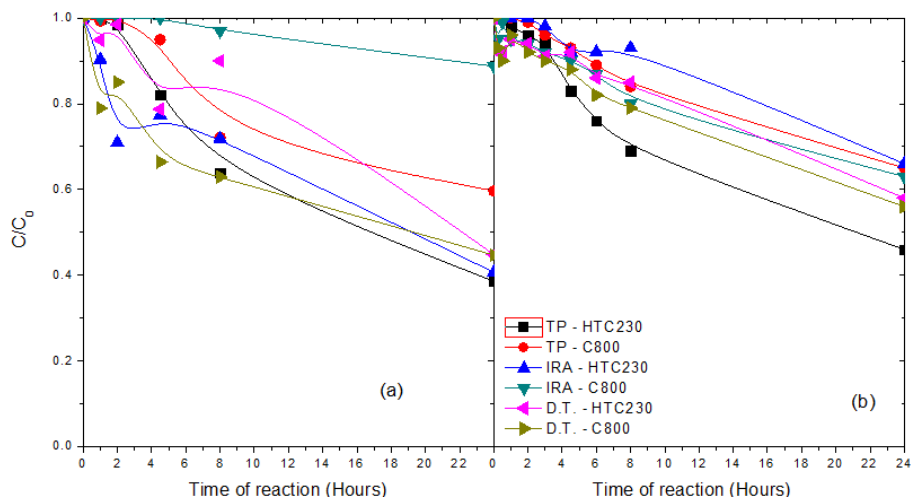 1.0
0.8
0.6
0.4
0.2
0.0
C/C0
0 2 4 6 8 10 12 14 16 18 20 22
Time of reaction (Hours)
(a)
0 2 4 6 8 10 12 14 16 18 20 22 24
Time of reaction (Hours)
(b)
TP - HTC230
TP - C800
IRA - HTC230
IRA - C800
D.T. - HTC230
D.T. - C800